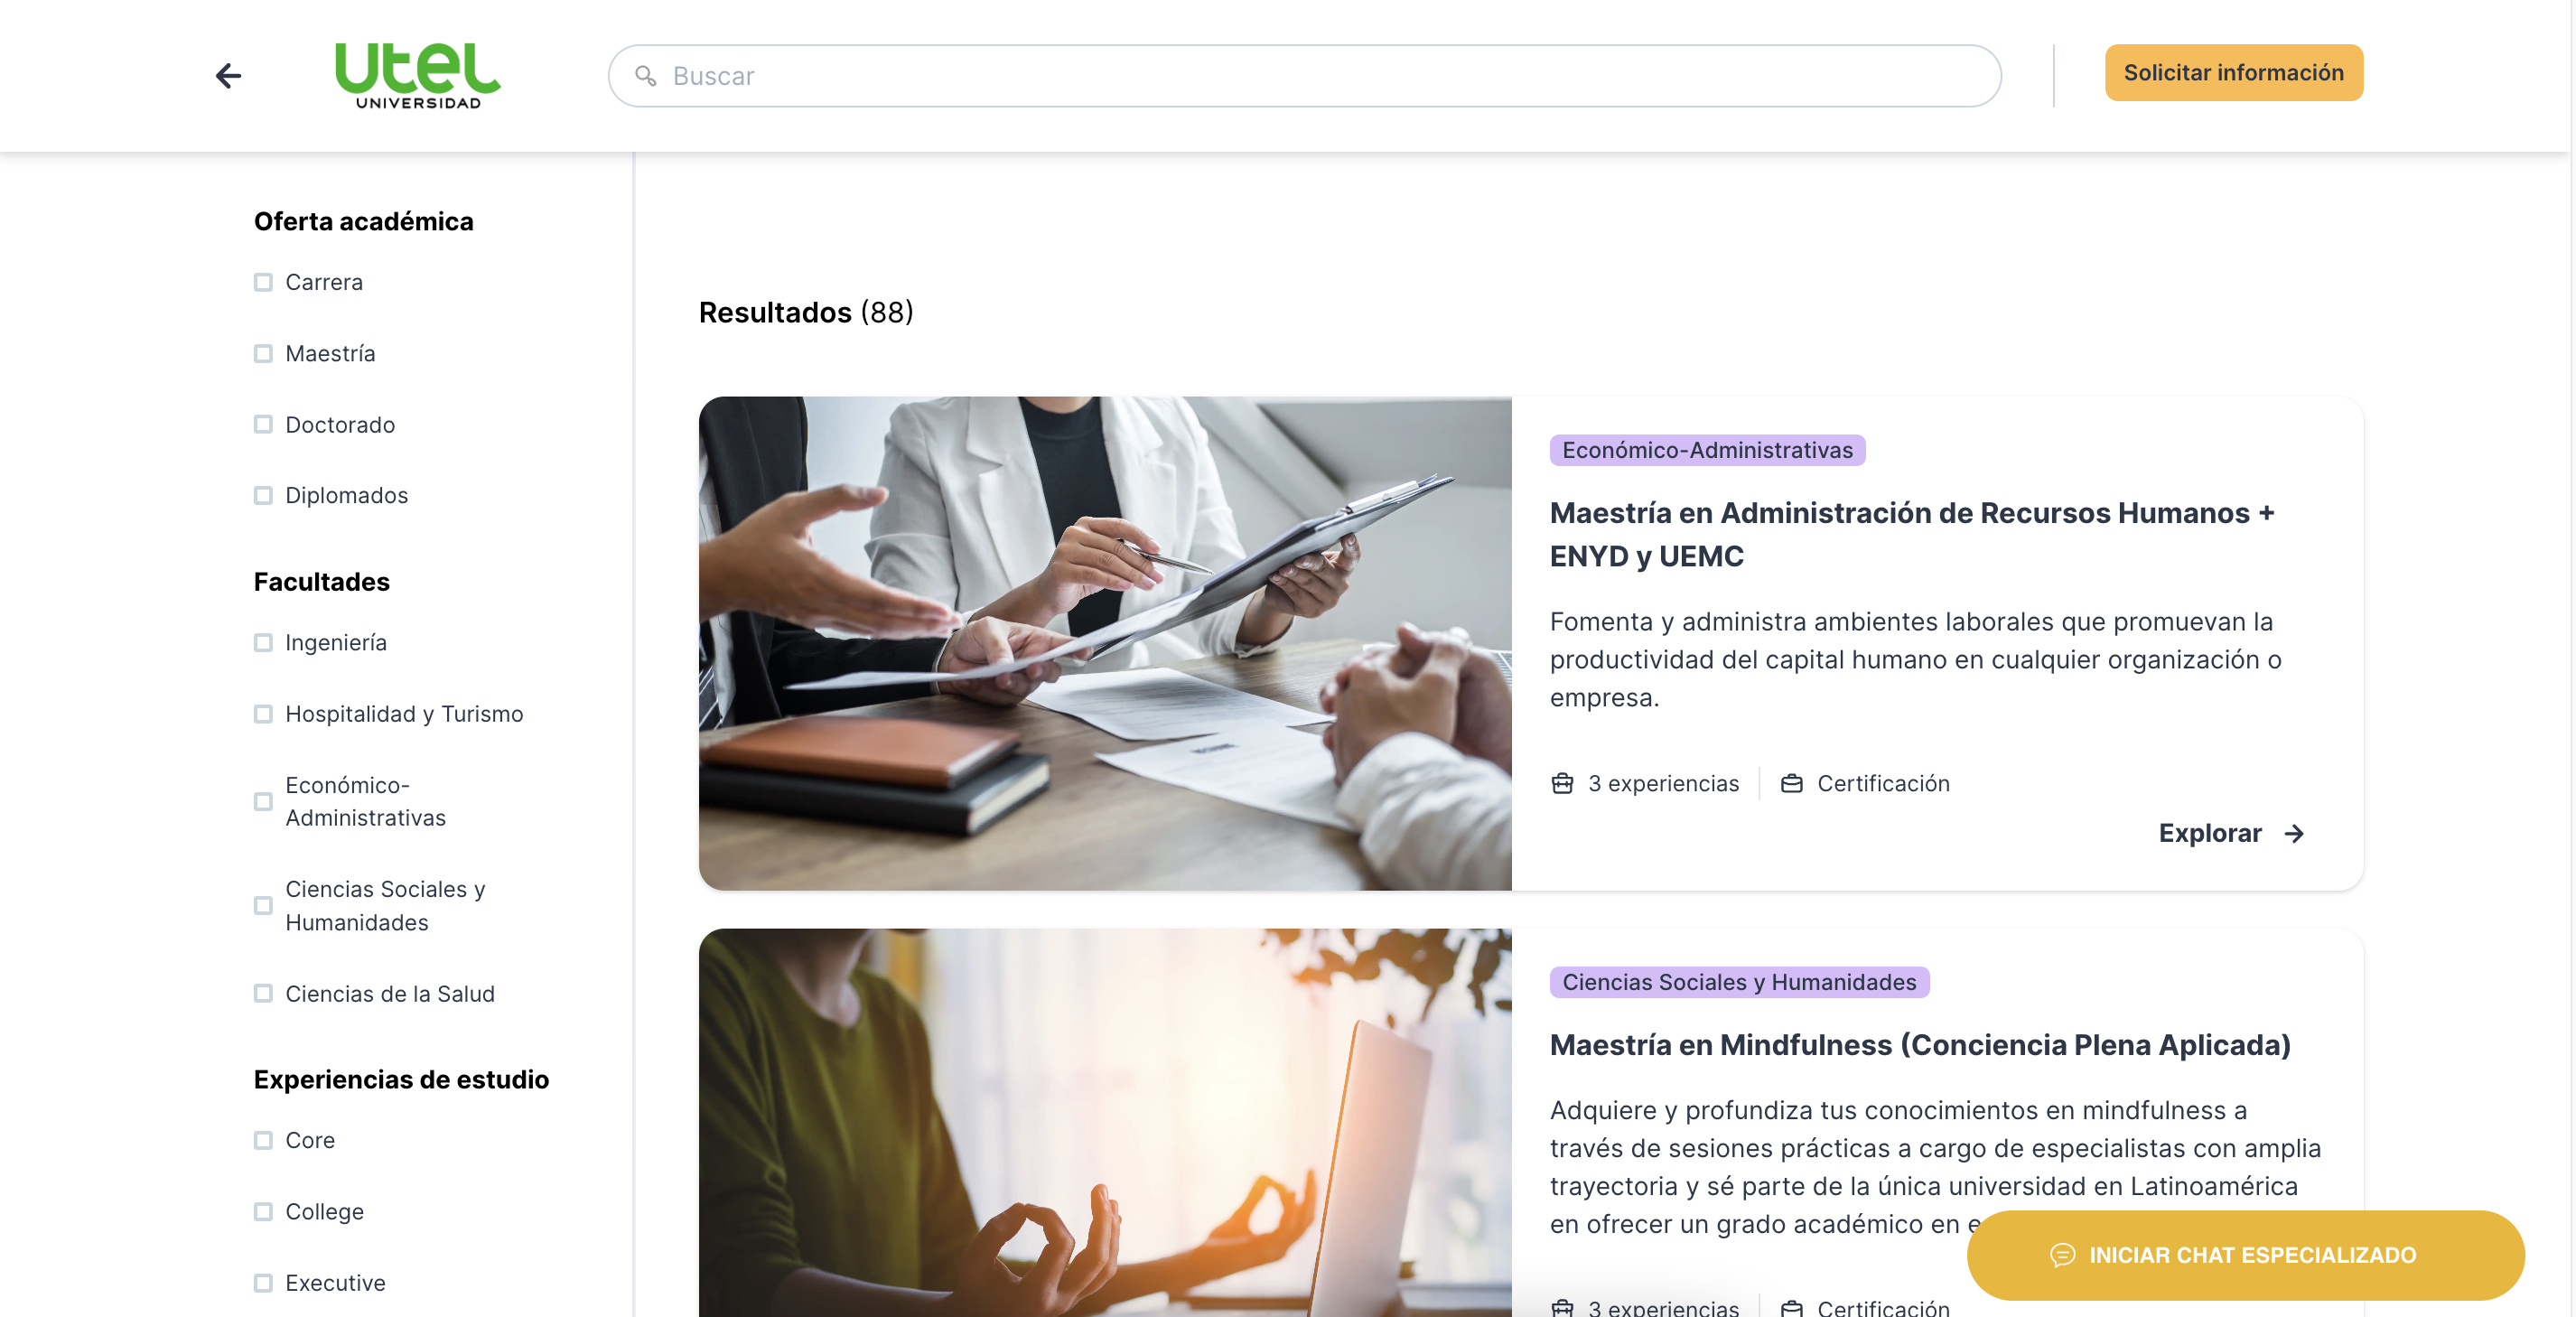 Utel
UNIVERSIDAD
Buscar
Solicitar información
Oferta académica
Carrera
Maestría
Doctorado
Diplomados
Facultades
Ingeniería
Hospitalidad y Turismo
Económico-
Administrativas
Ciencias Sociales y
Humanidades
Ciencias de la Salud
Experiencias de estudio
Core
College
Executive
Resultados (88)
Económico-Administrativas
Maestría en Administración de Recursos Humanos +
ENYD y UEMC
Fomenta y administra ambientes laborales que promuevan la
productividad del capital humano en cualquier organización o
empresa.
3 experiencias
Certificación
Explorar
Ciencias Sociales y Humanidades
Maestría en Mindfulness (Conciencia Plena Aplicada)
Adquiere y profundiza tus conocimientos en mindfulness a
través de sesiones prácticas a cargo de especialistas con amplia
trayectoria y sé parte de la única universidad en Latinoamérica
en ofrecer un grado académico en
INICIAR CHAT ESPECIALIZADO
3 experiencias
Certificación